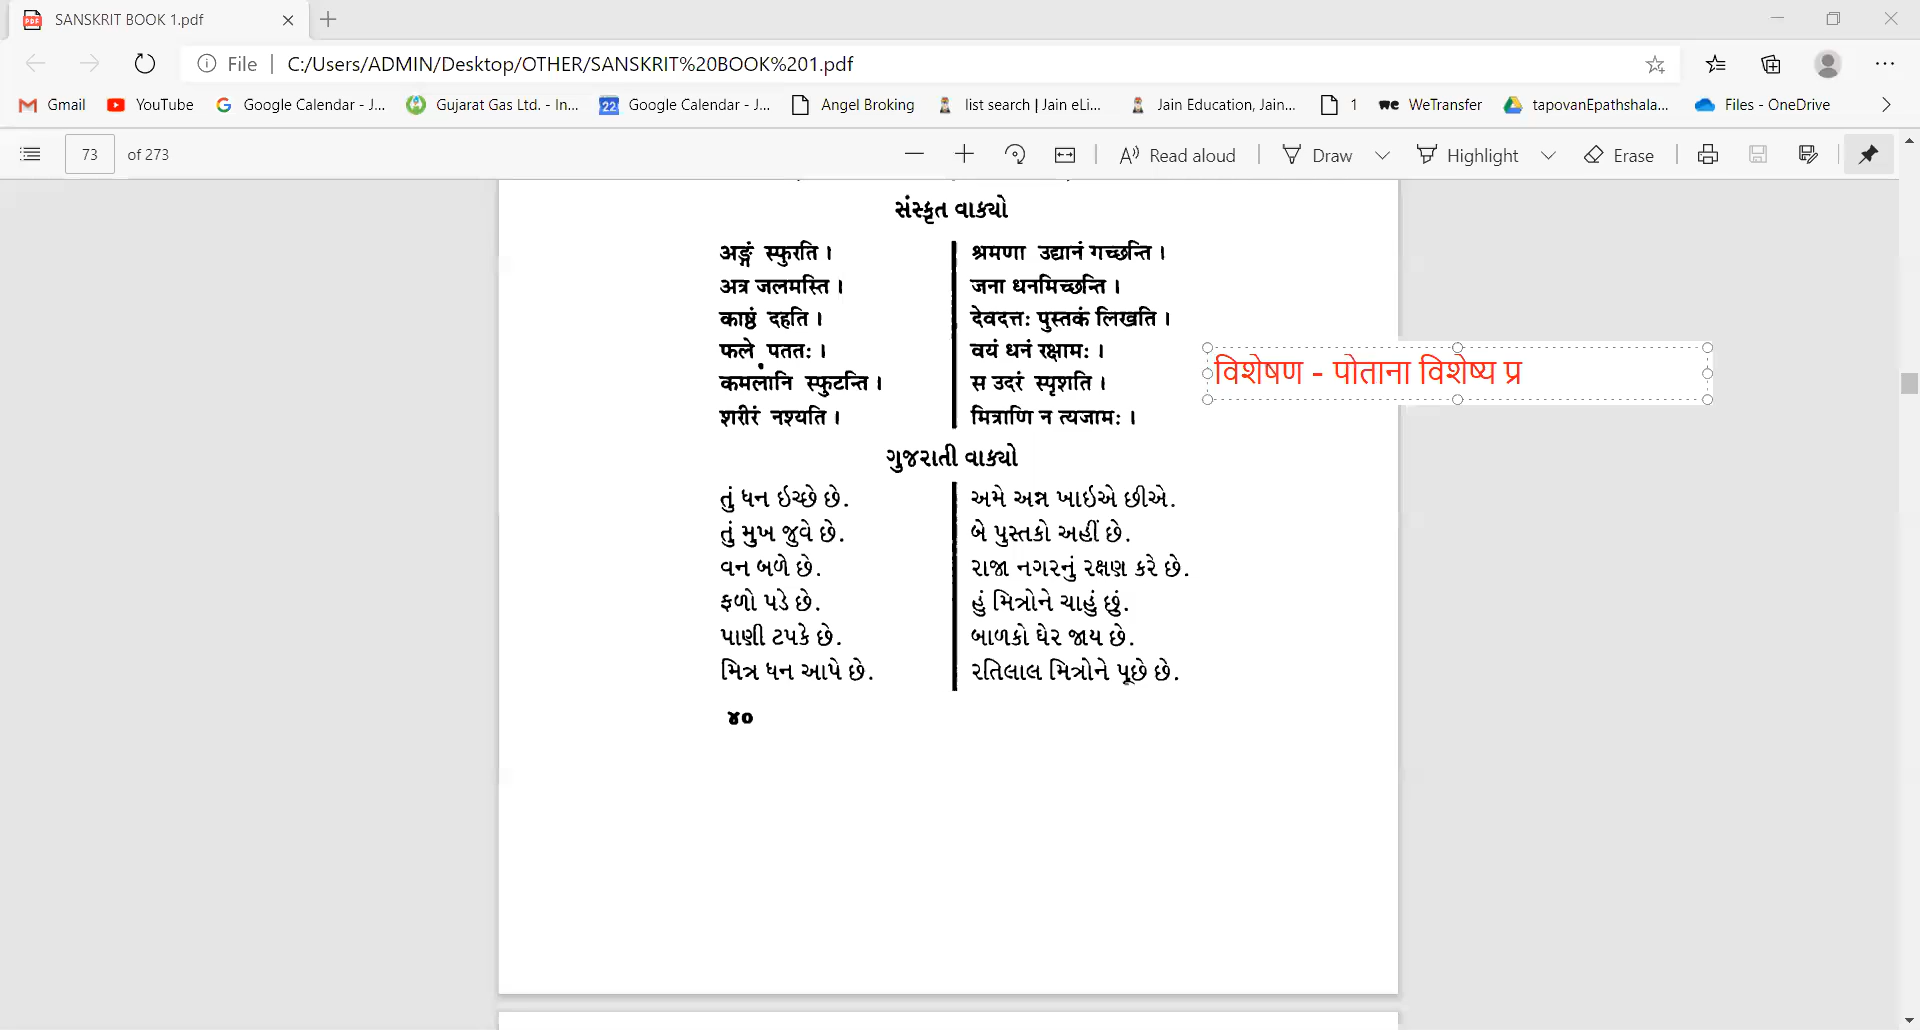 SANSKRIT BOOK 1.pdf
File | C:/Users/ADMIN/Desktop/OTHER/SANSKRIT%20BOOK%201.pdf
Gmail YouTube Google Calendar - J... Gujarat Gas Ltd. - In... Google Calendar - J... Angel Broking list search | Jain eLi... Jain Education, Jain... 1 WeTransfer tapovanEpathshala... Files - OneDrive
73 of 273 Read aloud Draw Highlight Erase
સંસ્કૃત વાક્યો
अङ्गं स्फुरति ।
अत्र जलमस्ति ।
काष्ठं दहति ।
फले पततः ।
कमलानि स्फुटन्ति ।
शरीरं नश्यति ।
श्रमणा उद्यानं गच्छन्ति ।
जना धनमिच्छन्ति ।
देवदत्तः पुस्तकं लिखति ।
वयं धनं रक्षामः ।
स उदरं स्पृशति ।
मित्राणि न त्यजामः ।
विशेषण - पोताना विशेष्य प्र
ગુજરાતી વાક્યો
તું ધન ઇચ્છે છે.
તું મુખ જુવે છે.
વન બળે છે.
ફળો પડે છે.
પાણી ટપકે છે.
મિત્ર ધન આપે છે.
અમે અન્ન ખાઇએ છીએ.
બે પુસ્તકો અહીં છે.
રાજા નગરનું રક્ષણ કરે છે.
હું મિત્રોને ચાહું છું.
બાળકો ઘેર જાય છે.
રતિલાલ મિત્રોને પૂછે છે.
૪૦